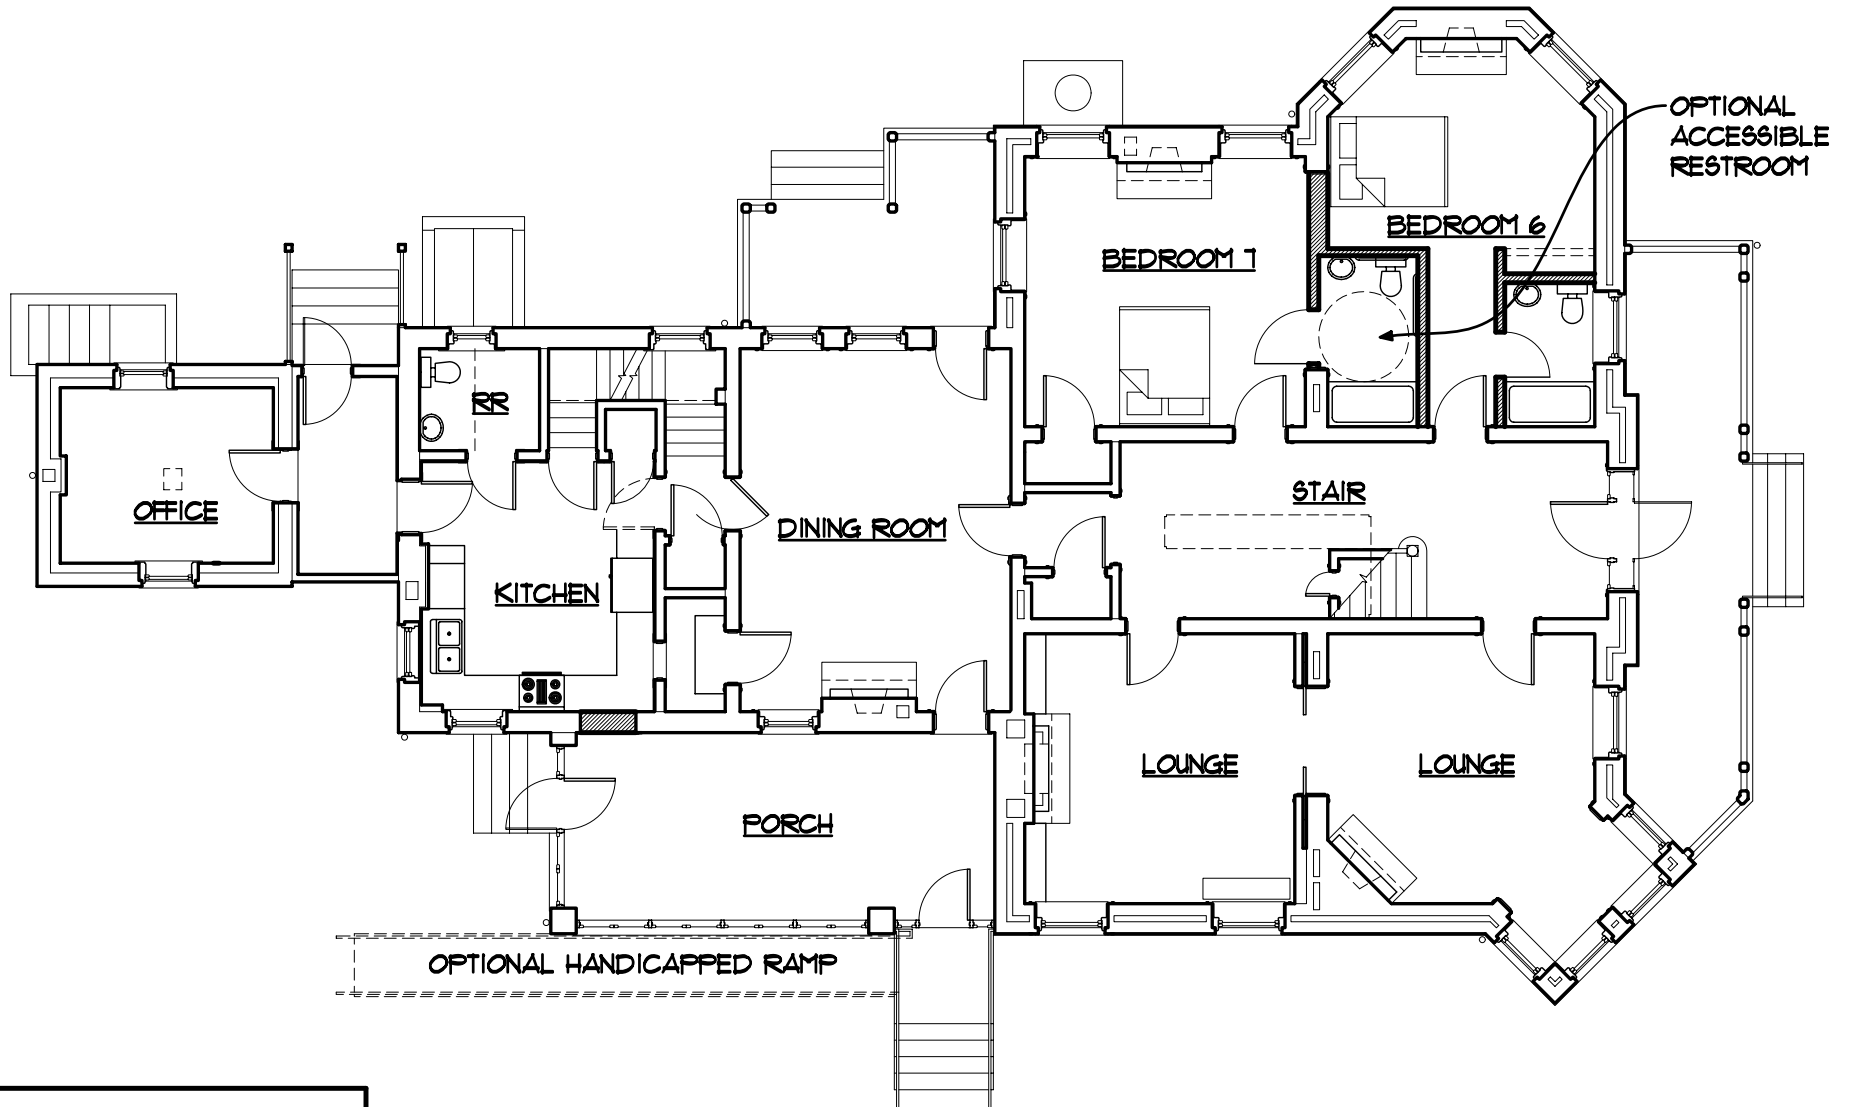 OPTIONAL
ACCESSIBLE
RESTROOM
BEDROOM 6
BEDROOM 7
RR
OFFICE
STAIR
DINING ROOM
KITCHEN
LOUNGE
LOUNGE
PORCH
OPTIONAL HANDICAPPED RAMP